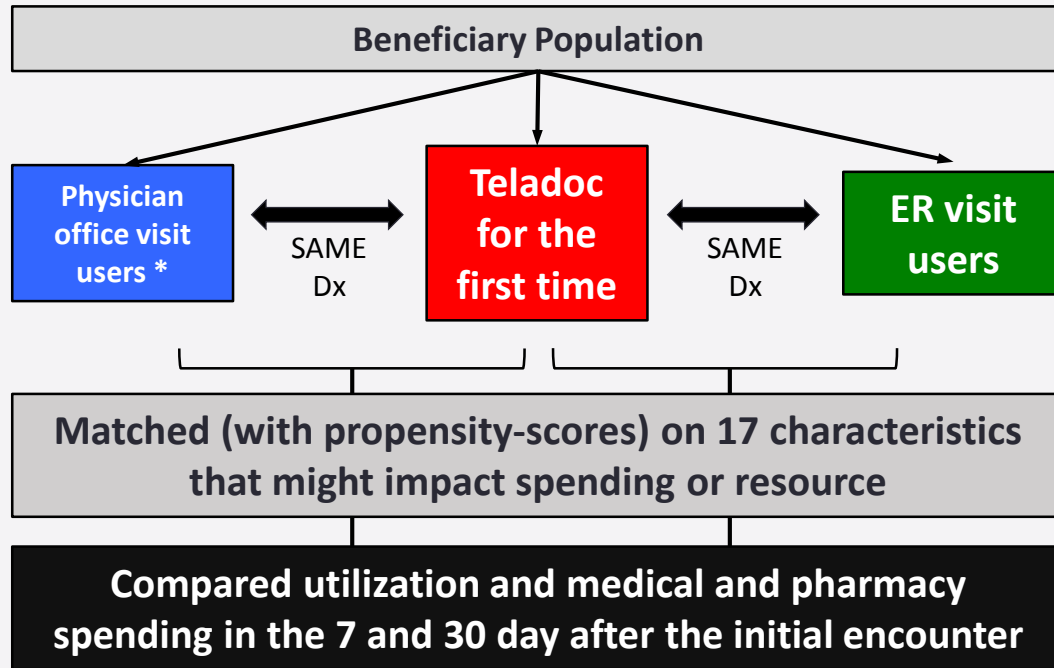 Beneficiary Population
Physician
office visit
users *
SAME
Dx
Teladoc
for the
first time
SAME
Dx
ER visit
users
Matched (with propensity-scores) on 17 characteristics
that might impact spending or resource
Compared utilization and medical and pharmacy
spending in the 7 and 30 day after the initial encounter